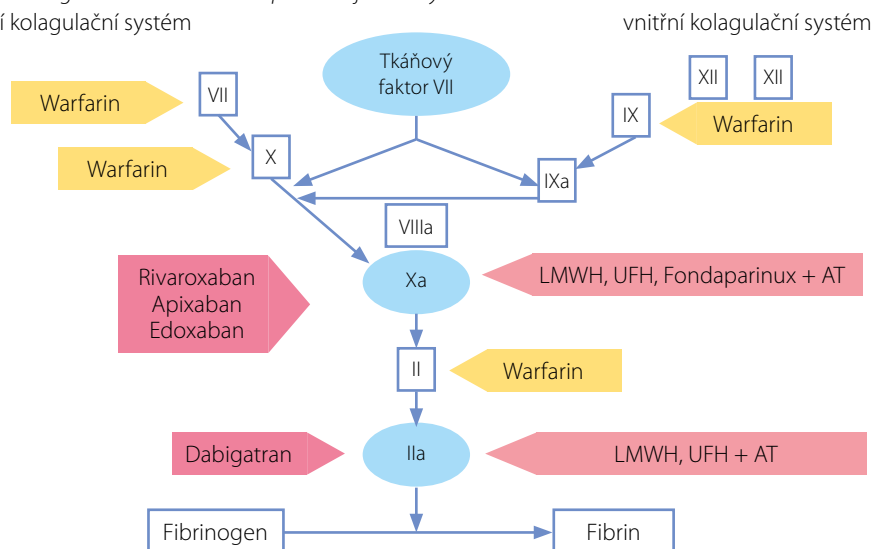 í kolagulační systém
vnitřní kolagulační systém
Tkáňový
faktor VII
XII
XII
VII
Warfarin
IX
Warfarin
X
Warfarin
IXa
VIIIa
Rivaroxaban
Apixaban
Edoxaban
Xa
LMWH, UFH, Fondaparinux + AT
II
Warfarin
Dabigatran
IIa
LMWH, UFH + AT
Fibrinogen
Fibrin